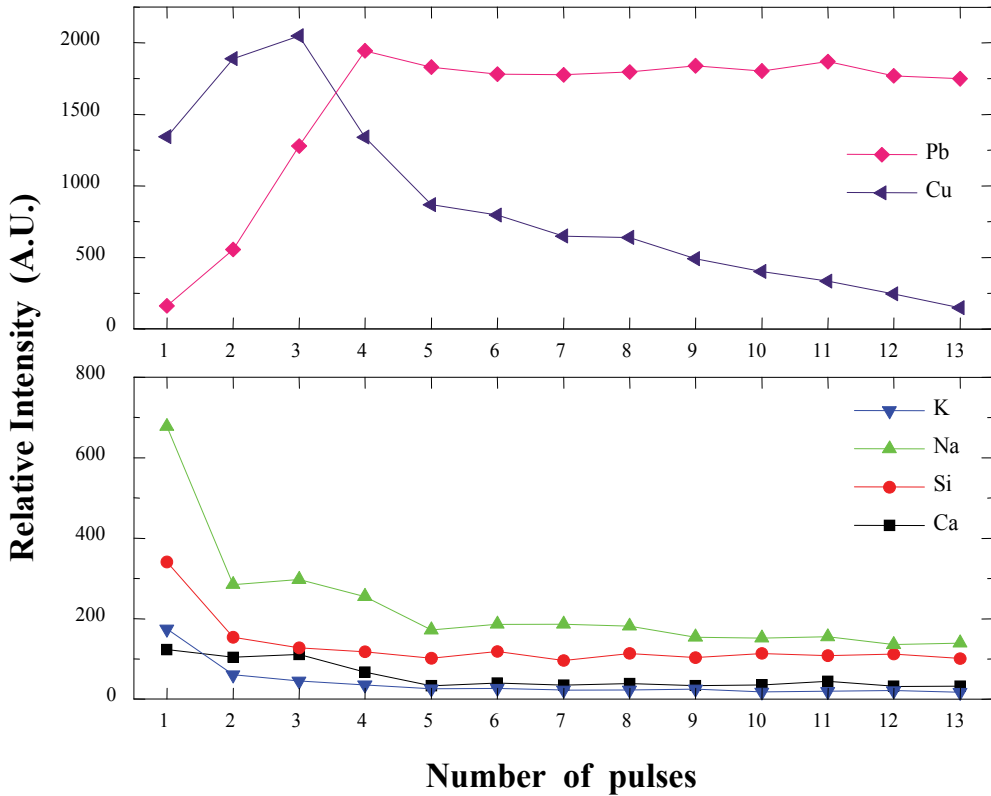 2000
1500
1000
500
0
Pb
Cu
1 2 3 4 5 6 7 8 9 10 11 12 13
Relative Intensity (A.U.)
800
600
400
200
0
K
Na
Si
Ca
1 2 3 4 5 6 7 8 9 10 11 12 13
Number of pulses